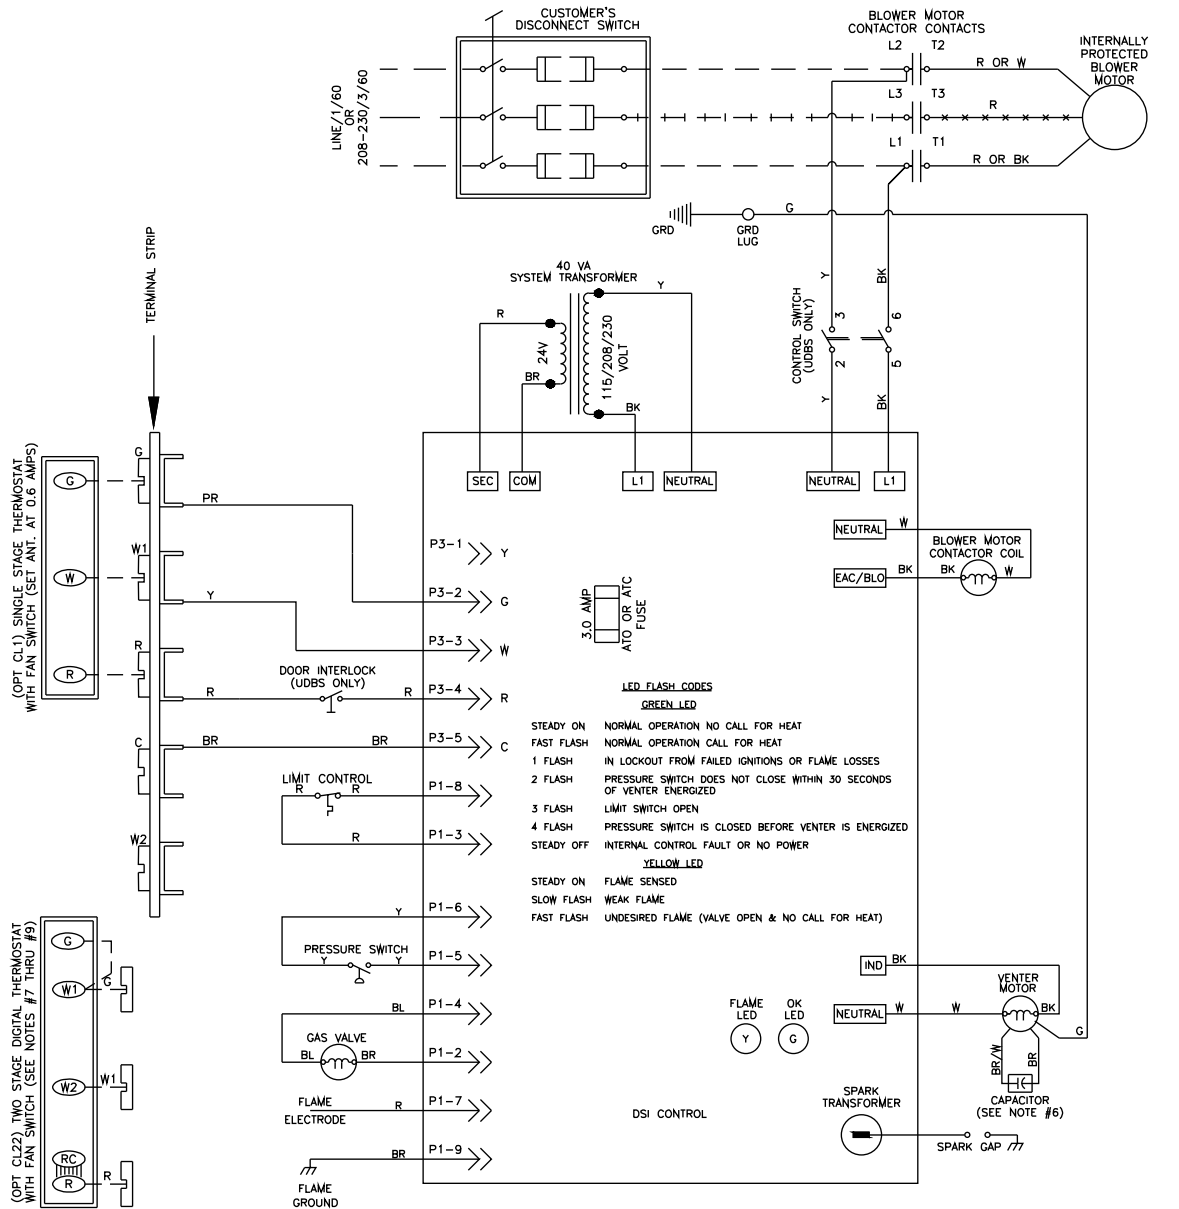 CUSTOMER'S
DISCONNECT SWITCH
BLOWER MOTOR
CONTACTOR CONTACTS
L2 T2
R OR W
INTERNALLY
PROTECTED
BLOWER
MOTOR
LINE/1/60
OR
208-230/3/60
L3 T3
R
L1 T1
R OR BK
GRD
GRD
LUG
G
TERMINAL STRIP
40 VA
SYSTEM TRANSFORMER
R
Y
24V
115/208/230
VOLT
BR
BK
Y
BK
CONTROL SWITCH
(UDBS ONLY)
3
6
2
5
Y
BK
SEC
COM
L1
NEUTRAL
NEUTRAL
L1
(OPT CL1) SINGLE STAGE THERMOSTAT
WITH FAN SWITCH (SET ANT. AT 0.6 AMPS)
G
W
R
G
PR
W1
Y
R
R
DOOR INTERLOCK
(UDBS ONLY)
R
C
BR
BR
W2
P3-1 Y
P3-2 G
P3-3 W
P3-4 R
P3-5 C
3.0 AMP
ATO OR ATC
FUSE
NEUTRAL W
BLOWER MOTOR
CONTACTOR COIL
EAC/BLO BK BK W
LIMIT CONTROL
R R
P1-8
R
P1-3
LED FLASH CODES
GREEN LED
STEADY ON NORMAL OPERATION NO CALL FOR HEAT
FAST FLASH NORMAL OPERATION CALL FOR HEAT
1 FLASH IN LOCKOUT FROM FAILED IGNITIONS OR FLAME LOSSES
2 FLASH PRESSURE SWITCH DOES NOT CLOSE WITHIN 30 SECONDS
OF VENTER ENERGIZED
3 FLASH LIMIT SWITCH OPEN
4 FLASH PRESSURE SWITCH IS CLOSED BEFORE VENTER IS ENERGIZED
STEADY OFF INTERNAL CONTROL FAULT OR NO POWER
YELLOW LED
STEADY ON FLAME SENSED
SLOW FLASH WEAK FLAME
FAST FLASH UNDESIRED FLAME (VALVE OPEN & NO CALL FOR HEAT)
Y
P1-6
PRESSURE SWITCH
Y Y
P1-5
BL
P1-4
GAS VALVE
BL BR
P1-2
FLAME
ELECTRODE
R
P1-7
BR
P1-9
FLAME
GROUND
(OPT CL22) TWO STAGE DIGITAL THERMOSTAT
WITH FAN SWITCH (SEE NOTES #7 THRU #9)
G
W1
G
W2
W1
RC
R
R
IND BK
VENTER
MOTOR
NEUTRAL W W
BK
G
FLAME
LED
Y
OK
LED
G
BR/W
BR
CAPACITOR
(SEE NOTE #6)
DSI CONTROL
SPARK
TRANSFORMER
SPARK GAP